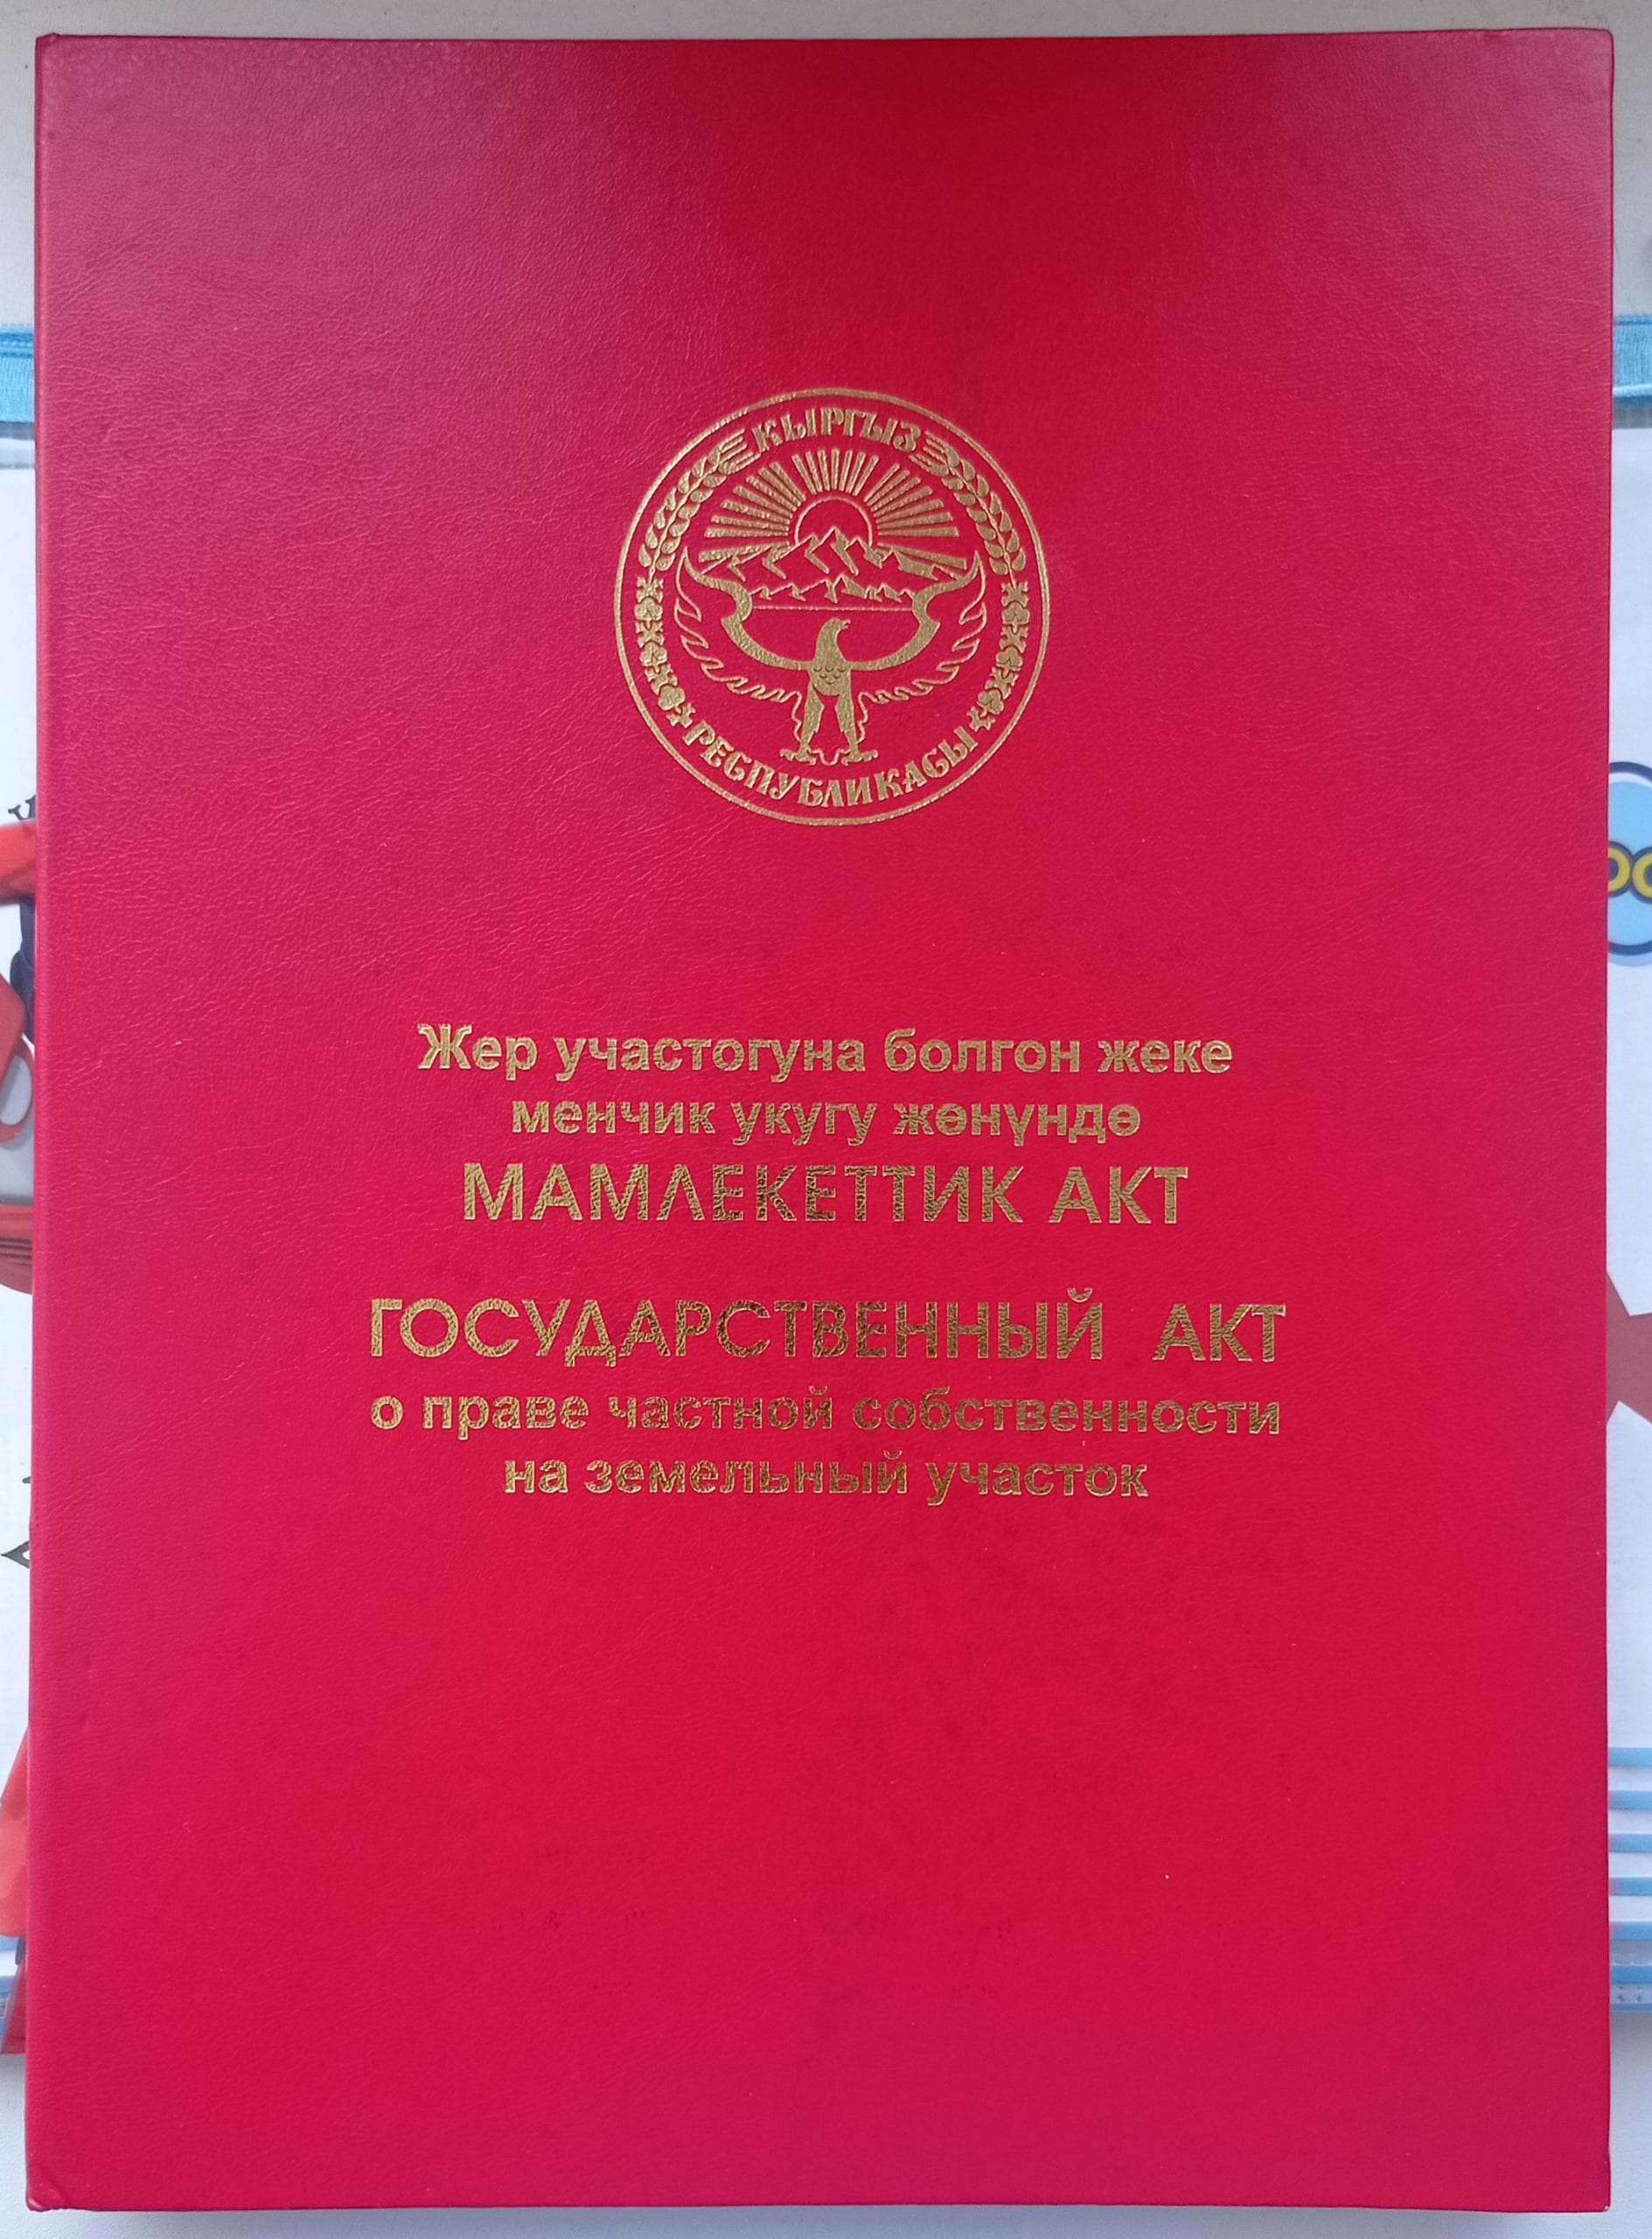 КЫРГЫЗ
РЕСПУБЛИКАСЫ
Жер участогуна болгон жеке
менчик укугу жөнүндө
МАМЛЕКЕТТИК АКТ
ГОСУДАРСТВЕННЫЙ АКТ
о праве частной собственности
на земельный участок